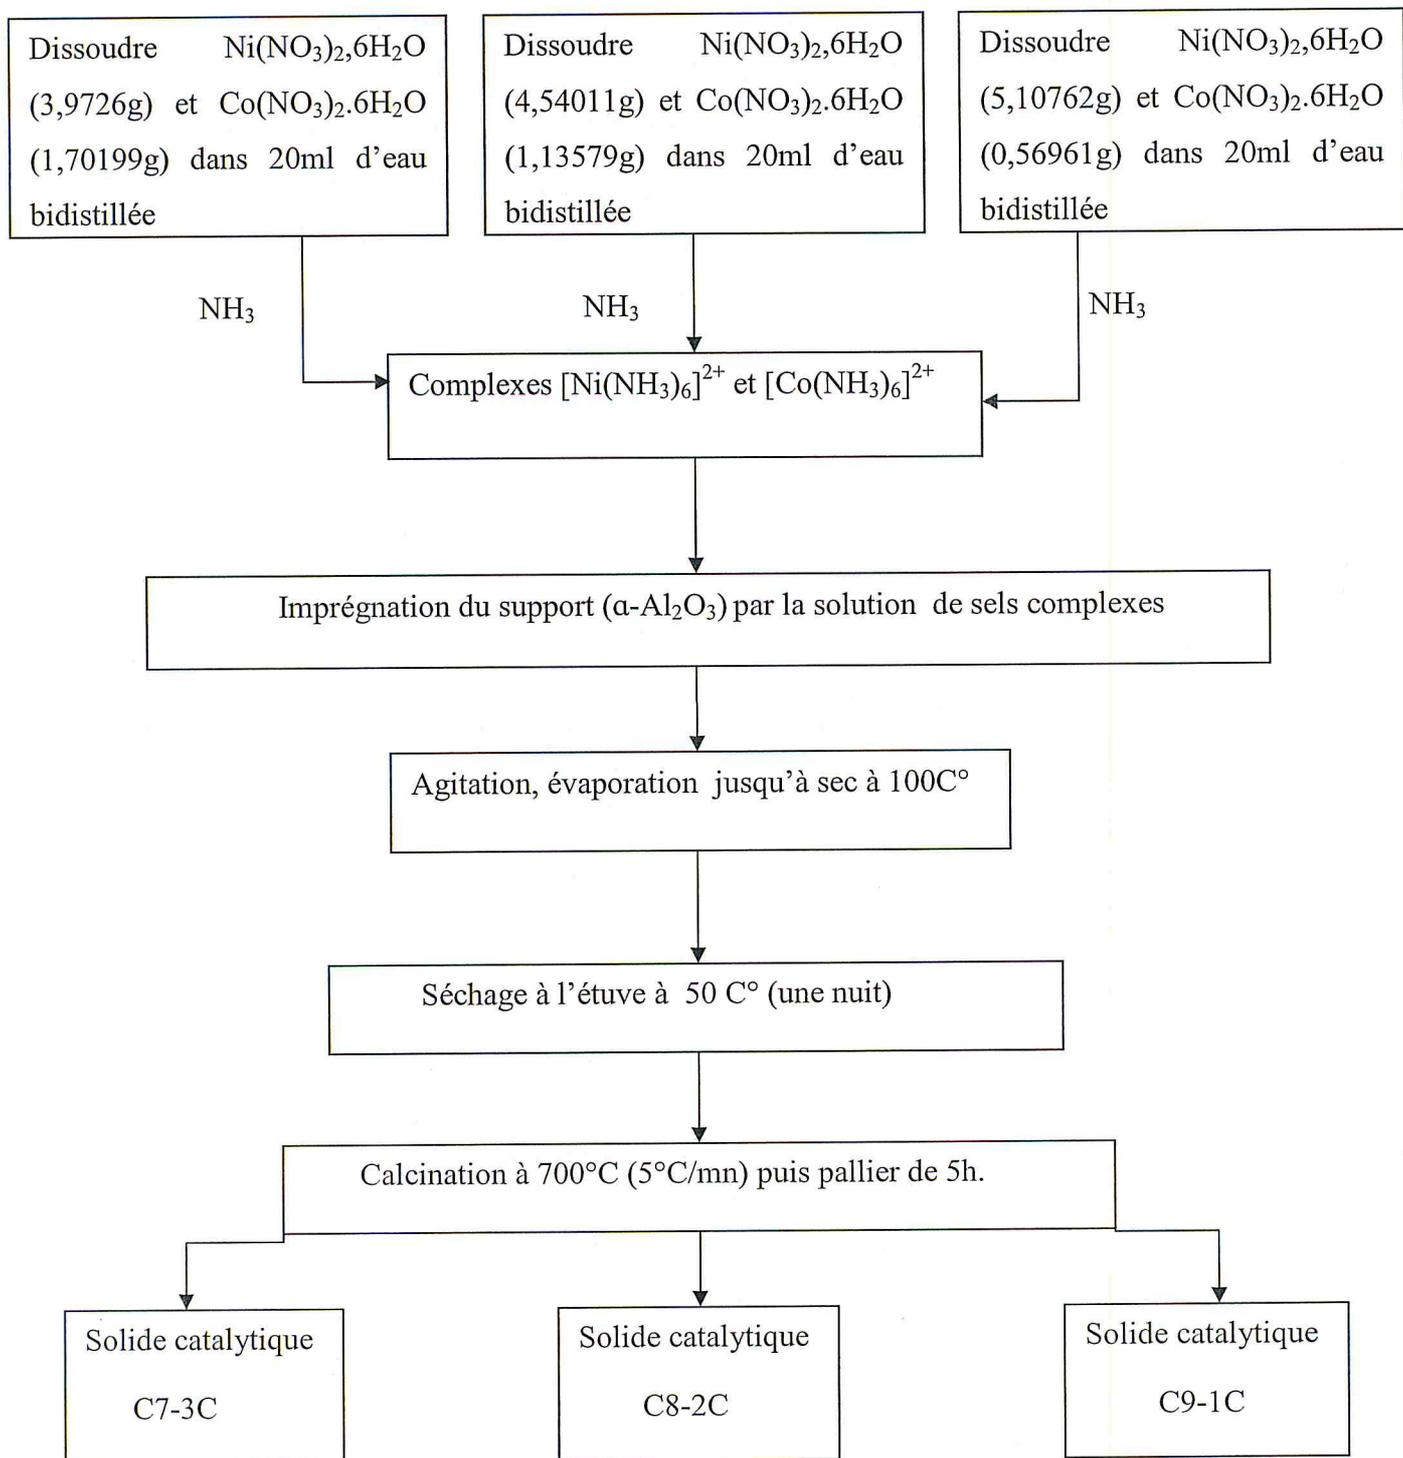 Dissoudre Ni(NO₃)₂,6H₂O
(3,9726g) et Co(NO₃)₂.6H₂O
(1,70199g) dans 20ml d'eau
bidistillée
Dissoudre Ni(NO₃)₂,6H₂O
(4,54011g) et Co(NO₃)₂.6H₂O
(1,13579g) dans 20ml d'eau
bidistillée
Dissoudre Ni(NO₃)₂,6H₂O
(5,10762g) et Co(NO₃)₂.6H₂O
(0,56961g) dans 20ml d'eau
bidistillée
NH₃
NH₃
NH₃
Complexes [Ni(NH₃)₆]²⁺ et [Co(NH₃)₆]²⁺
Imprégnation du support (α-Al₂O₃) par la solution de sels complexes
Agitation, évaporation jusqu'à sec à 100C°
Séchage à l'étuve à 50 C° (une nuit)
Calcination à 700°C (5°C/mn) puis pallier de 5h.
Solide catalytique
C7-3C
Solide catalytique
C8-2C
Solide catalytique
C9-1C